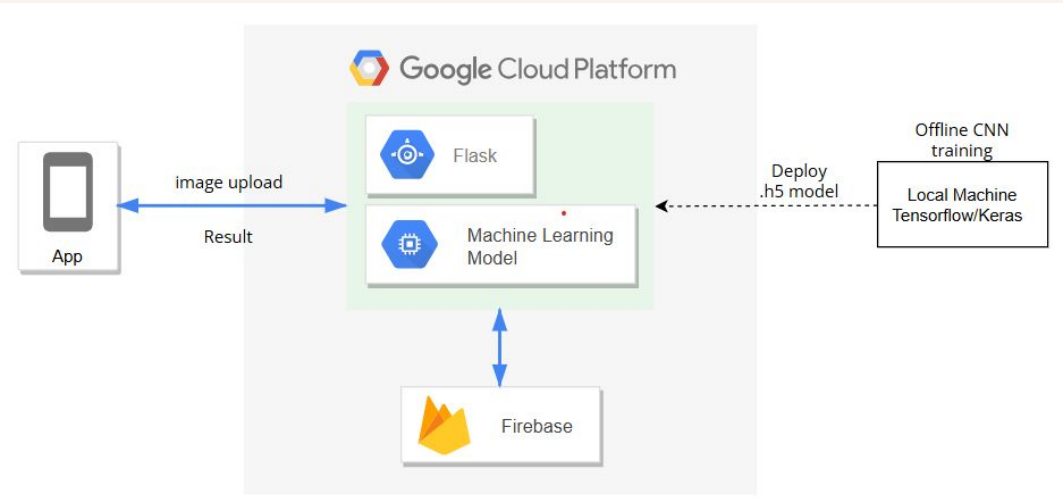 Google Cloud Platform
Flask
Machine Learning
Model
Firebase
App
image upload
Result
Deploy
.h5 model
Offline CNN
training
Local Machine
Tensorflow/Keras